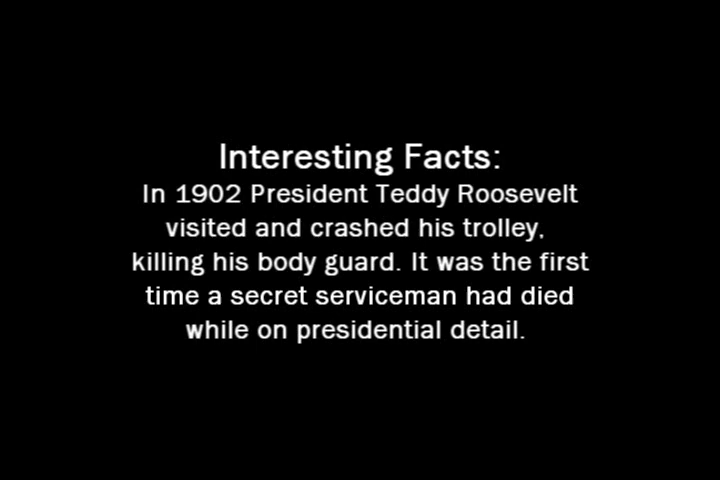 Interesting Facts:
In 1902 President Teddy Roosevelt
visited and crashed his trolley,
killing his body guard. It was the first
time a secret serviceman had died
while on presidential detail.